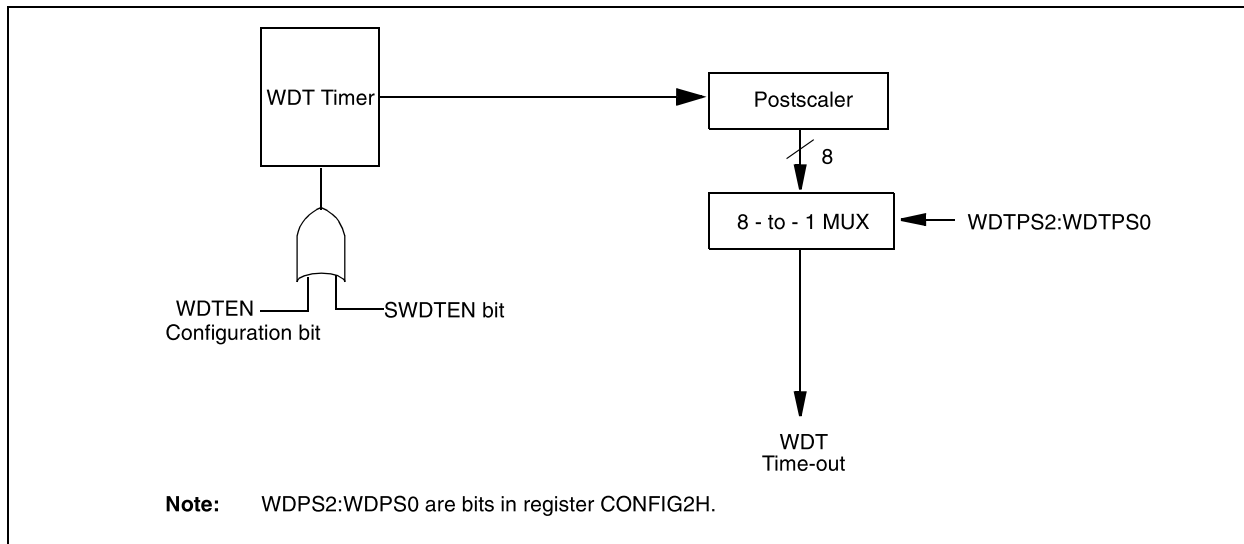 WDT Timer
Postscaler
8
8 - to - 1 MUX
WDTPS2:WDTPS0
WDTEN
Configuration bit
SWDTEN bit
WDT
Time-out
Note: WDPS2:WDPS0 are bits in register CONFIG2H.